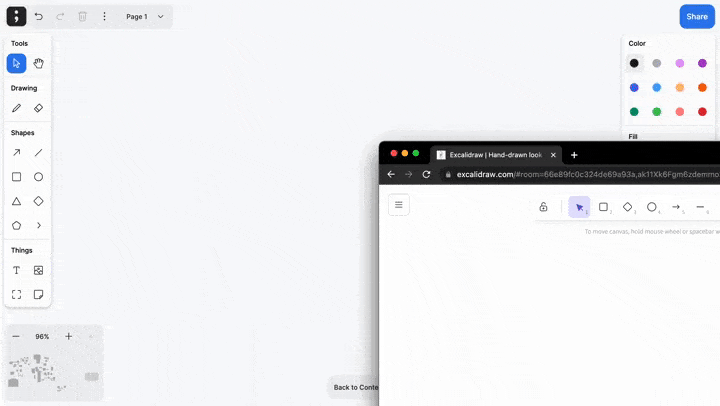 Page 1
Share
Tools
Drawing
Shapes
Things
96%
Color
Fill
Back to Conte
Excalidraw | Hand-drawn look
excalidraw.com/#room=66e89fc0c324de69a93a,ak11Xk6Fgm6zdemmo
To move canvas, hold mouse wheel or spacebar w